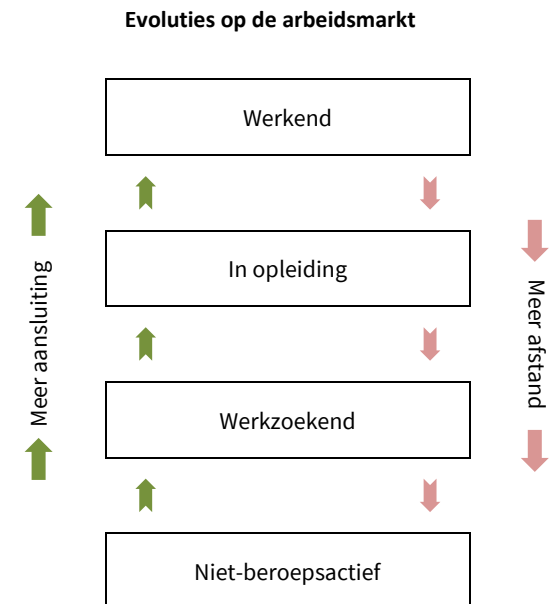 Evoluties op de arbeidsmarkt
Werkend
In opleiding
Meer aansluiting
Meer afstand
Werkzoekend
Niet-beroepsactief